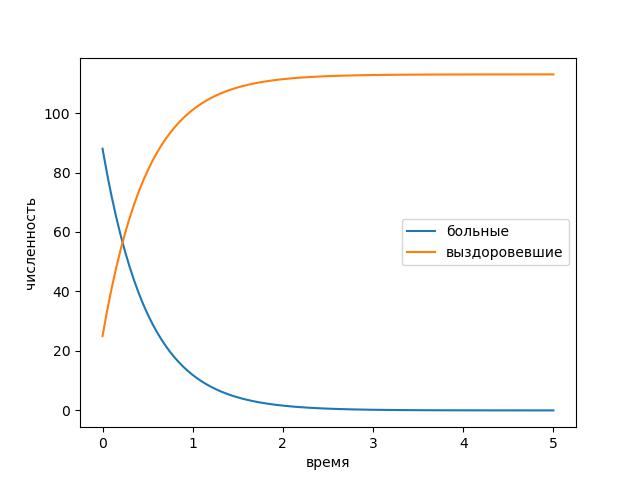 численность
100
80
60
40
20
0
больные
выздоровевшие
0 1 2 3 4 5
время